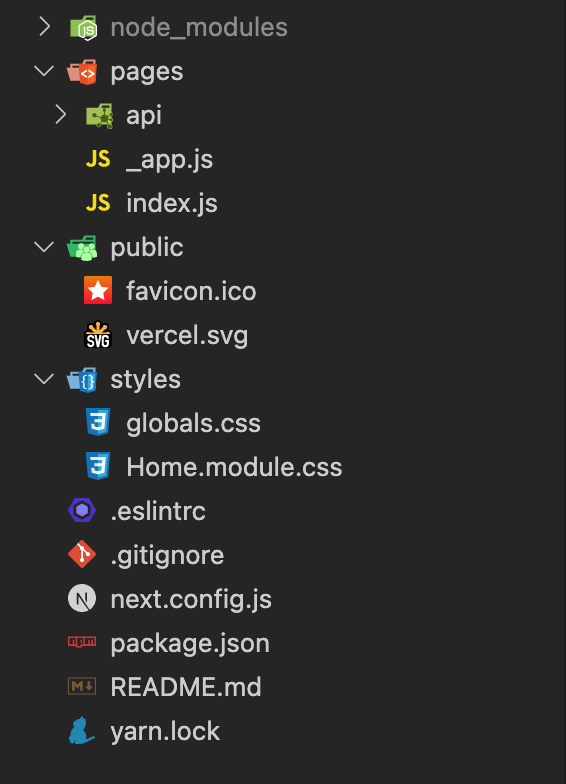 node_modules
pages
api
JS _app.js
JS index.js
public
favicon.ico
SVG vercel.svg
styles
globals.css
Home.module.css
.eslintrc
.gitignore
N next.config.js
npm package.json
M README.md
yarn.lock